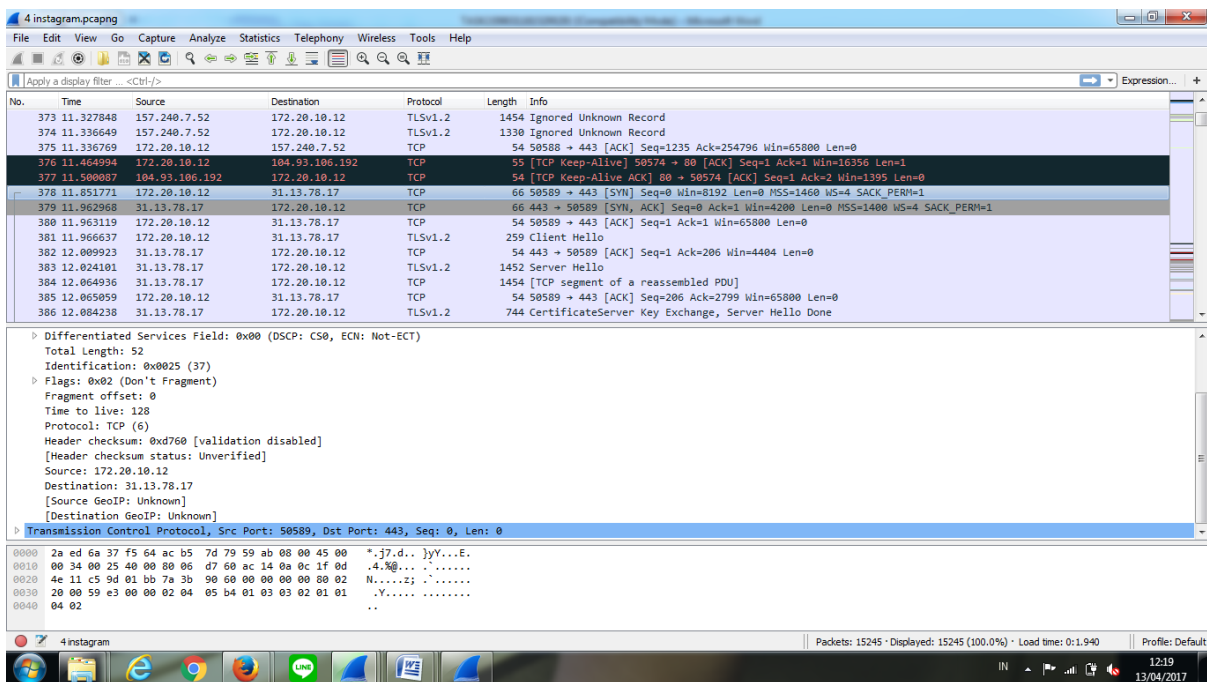 4 instagram.pcapng
File Edit View Go Capture Analyze Statistics Telephony Wireless Tools Help
Apply a display filter ... <Ctrl-/> Expression... +
No. Time Source Destination Protocol Length Info
373 11.327848 157.240.7.52 172.20.10.12 TLSv1.2 1454 Ignored Unknown Record
374 11.336649 157.240.7.52 172.20.10.12 TLSv1.2 1330 Ignored Unknown Record
375 11.336769 172.20.10.12 157.240.7.52 TCP 54 50588 → 443 [ACK] Seq=1235 Ack=254796 Win=65800 Len=0
376 11.464994 172.20.10.12 104.93.106.192 TCP 55 [TCP Keep-Alive] 50574 → 80 [ACK] Seq=1 Ack=1 Win=16356 Len=1
377 11.500087 104.93.106.192 172.20.10.12 TCP 54 [TCP Keep-Alive ACK] 80 → 50574 [ACK] Seq=1 Ack=2 Win=1395 Len=0
378 11.851771 172.20.10.12 31.13.78.17 TCP 66 50589 → 443 [SYN] Seq=0 Win=8192 Len=0 MSS=1460 WS=4 SACK_PERM=1
379 11.962968 31.13.78.17 172.20.10.12 TCP 66 443 → 50589 [SYN, ACK] Seq=0 Ack=1 Win=4200 Len=0 MSS=1400 WS=4 SACK_PERM=1
380 11.963119 172.20.10.12 31.13.78.17 TCP 54 50589 → 443 [ACK] Seq=1 Ack=1 Win=65800 Len=0
381 11.966637 172.20.10.12 31.13.78.17 TLSv1.2 259 Client Hello
382 12.009923 31.13.78.17 172.20.10.12 TCP 54 443 → 50589 [ACK] Seq=1 Ack=206 Win=4404 Len=0
383 12.024101 31.13.78.17 172.20.10.12 TLSv1.2 1452 Server Hello
384 12.064936 31.13.78.17 172.20.10.12 TCP 1454 [TCP segment of a reassembled PDU]
385 12.065059 172.20.10.12 31.13.78.17 TCP 54 50589 → 443 [ACK] Seq=206 Ack=2799 Win=65800 Len=0
386 12.084238 31.13.78.17 172.20.10.12 TLSv1.2 744 CertificateServer Key Exchange, Server Hello Done
Differentiated Services Field: 0x00 (DSCP: CS0, ECN: Not-ECT)
Total Length: 52
Identification: 0x0025 (37)
Flags: 0x02 (Don't Fragment)
Fragment offset: 0
Time to live: 128
Protocol: TCP (6)
Header checksum: 0xd760 [validation disabled]
[Header checksum status: Unverified]
Source: 172.20.10.12
Destination: 31.13.78.17
[Source GeoIP: Unknown]
[Destination GeoIP: Unknown]
Transmission Control Protocol, Src Port: 50589, Dst Port: 443, Seq: 0, Len: 0
0000 2a ed 6a 37 f5 64 ac b5 7d 79 59 ab 08 00 45 00 *.j7.d.. }yY...E.
0010 00 34 00 25 40 00 80 06 d7 60 ac 14 0a 0c 1f 0d .4.%@... .`......
0020 4e 11 c5 9d 01 bb 7a 3b 90 60 00 00 00 00 80 02 N.....z; .`......
0030 20 00 59 e3 00 00 02 04 05 b4 01 03 03 02 01 01 .Y..... ........
0040 04 02 ..
4 instagram Packets: 15245 · Displayed: 15245 (100.0%) · Load time: 0:1.940 Profile: Default
LINE IN 12:19
13/04/2017